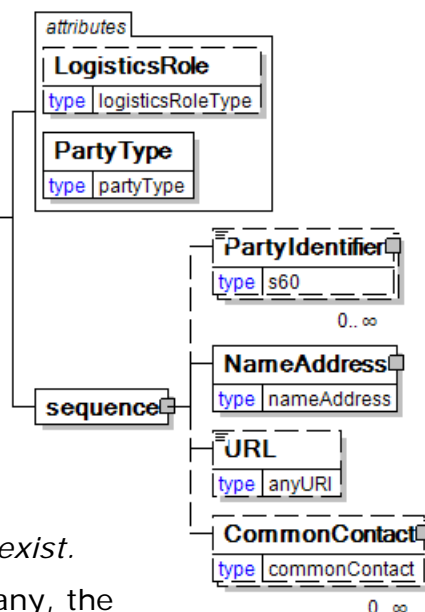 attributes
LogisticsRole
type logisticsRoleType
PartyType
type partyType
PartyIdentifier
type s60
0.. ∞
NameAddress
type nameAddress
sequence
URL
type anyURI
CommonContact
type commonContact
0.. ∞
exist.
any, the